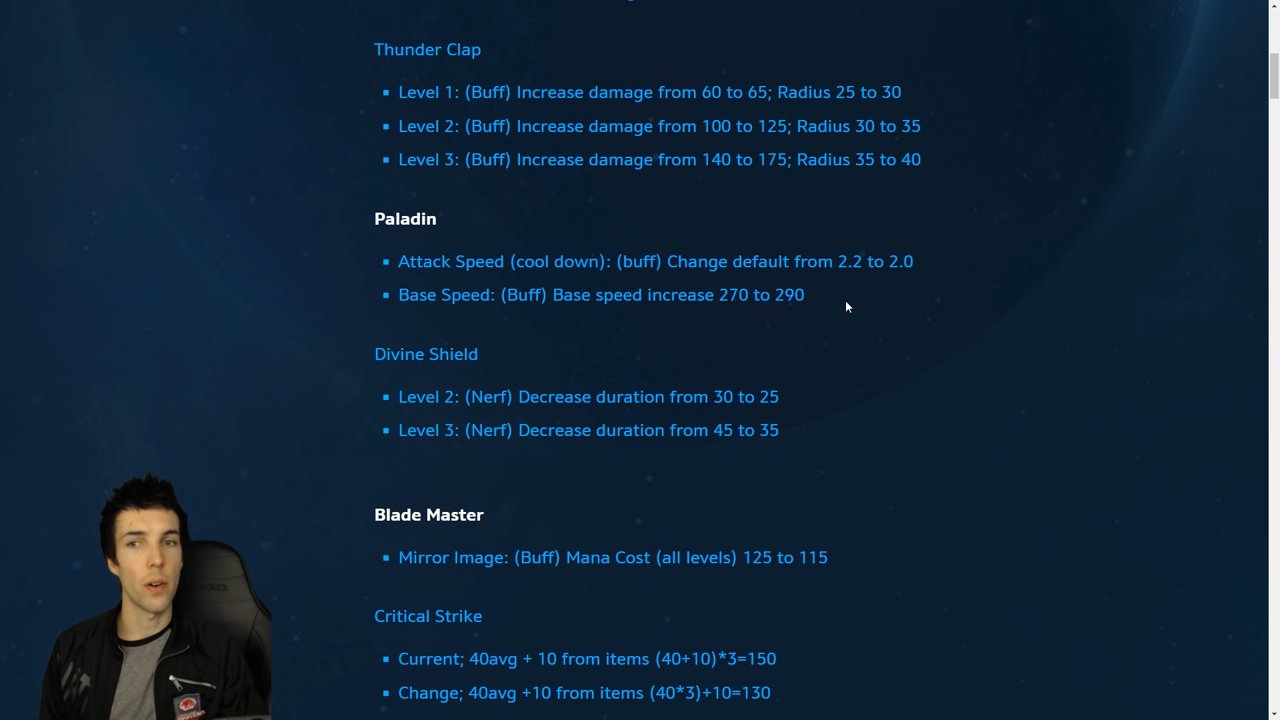 Thunder Clap
Level 1: (Buff) Increase damage from 60 to 65; Radius 25 to 30
Level 2: (Buff) Increase damage from 100 to 125; Radius 30 to 35
Level 3: (Buff) Increase damage from 140 to 175; Radius 35 to 40
Paladin
Attack Speed (cool down): (buff) Change default from 2.2 to 2.0
Base Speed: (Buff) Base speed increase 270 to 290
Divine Shield
Level 2: (Nerf) Decrease duration from 30 to 25
Level 3: (Nerf) Decrease duration from 45 to 35
Blade Master
Mirror Image: (Buff) Mana Cost (all levels) 125 to 115
Critical Strike
Current; 40avg + 10 from items (40+10)*3=150
Change; 40avg +10 from items (40*3)+10=130